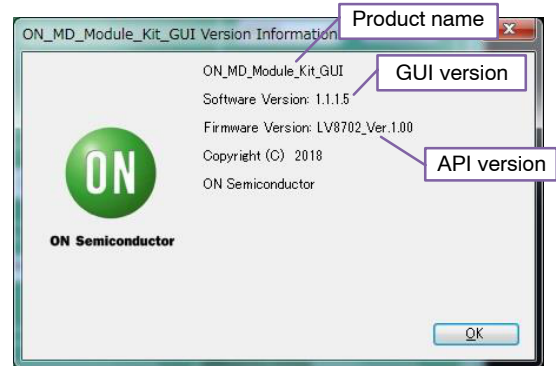 Product name
ON_MD_Module_Kit_GUI Version Information
ON_MD_Module_Kit_GUI
GUI version
Software Version: 1.1.1.5
Firmware Version: LV8702_Ver.1.00
API version
Copyright (C) 2018
ON Semiconductor
ON
ON Semiconductor
OK